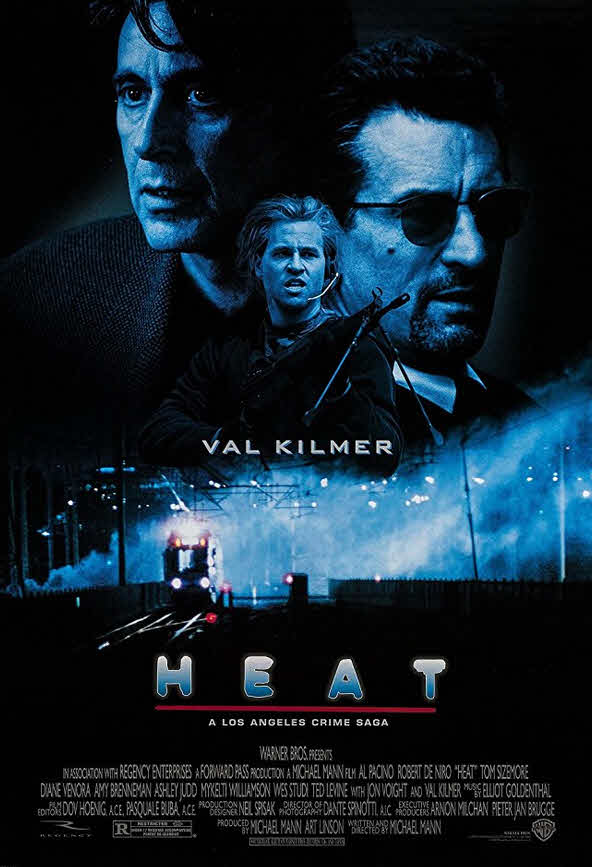 VAL KILMER
HEAT
A LOS ANGELES CRIME SAGA
WARNER BROS. PRESENTS
IN ASSOCIATION WITH REGENCY ENTERPRISES A FORWARD PASS PRODUCTION A MICHAEL MANN FILM AL PACINO ROBERT DE NIRO "HEAT" TOM SIZEMORE
DIANE VENORA AMY BRENNEMAN ASHLEY JUDD MYKELTI WILLIAMSON WES STUDI TED LEVINE WITH JON VOIGHT AND VAL KILMER MUSIC BY ELLIOT GOLDENTHAL
FILM EDITORS DOV HOENIG, A.C.E., PASQUALE BUBA, A.C.E. PRODUCTION DESIGNER NEIL SPISAK DIRECTOR OF PHOTOGRAPHY DANTE SPINOTTI, A.I.C. EXECUTIVE PRODUCERS ARNON MILCHAN PIETER JAN BRUGGE
PRODUCED BY MICHAEL MANN ART LINSON WRITTEN AND DIRECTED BY MICHAEL MANN
REGENCY
R RESTRICTED
WB